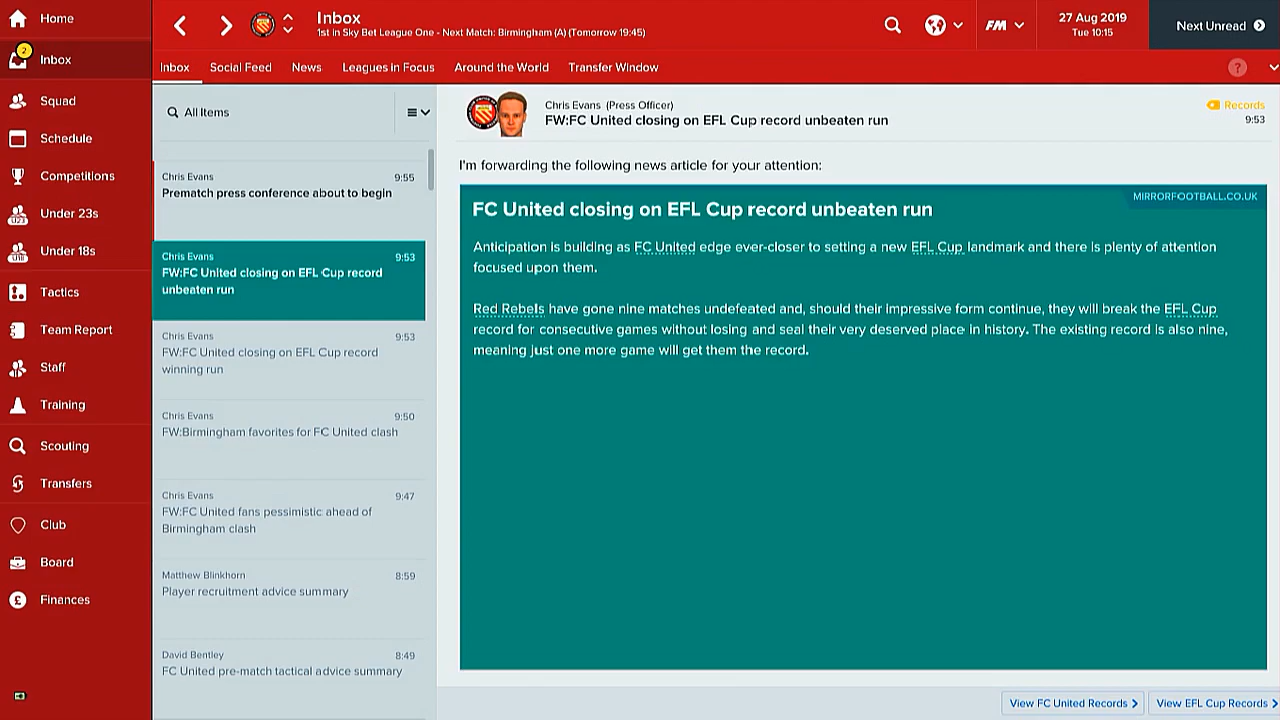 Home
Inbox
1st in Sky Bet League One - Next Match: Birmingham (A) (Tomorrow 19:45)
FM
27 Aug 2019
Tue 10:15
Next Unread
2
Inbox
Squad
Schedule
Competitions
Under 23s
Under 18s
Tactics
Team Report
Staff
Training
Scouting
Transfers
Club
Board
Finances
Inbox
Social Feed
News
Leagues in Focus
Around the World
Transfer Window
?
All Items
Chris Evans
9:55
Prematch press conference about to begin
Chris Evans
9:53
FW:FC United closing on EFL Cup record
unbeaten run
Chris Evans
9:53
FW:FC United closing on EFL Cup record
winning run
Chris Evans
9:50
FW:Birmingham favorites for FC United clash
Chris Evans
9:47
FW:FC United fans pessimistic ahead of
Birmingham clash
Matthew Blinkhorn
8:59
Player recruitment advice summary
David Bentley
8:49
FC United pre-match tactical advice summary
Chris Evans (Press Officer)
FW:FC United closing on EFL Cup record unbeaten run
Records
9:53
I'm forwarding the following news article for your attention:
MIRRORFOOTBALL.CO.UK
FC United closing on EFL Cup record unbeaten run
Anticipation is building as FC United edge ever-closer to setting a new EFL Cup landmark and there is plenty of attention
focused upon them.
Red Rebels have gone nine matches undefeated and, should their impressive form continue, they will break the EFL Cup
record for consecutive games without losing and seal their very deserved place in history. The existing record is also nine,
meaning just one more game will get them the record.
View FC United Records
View EFL Cup Records